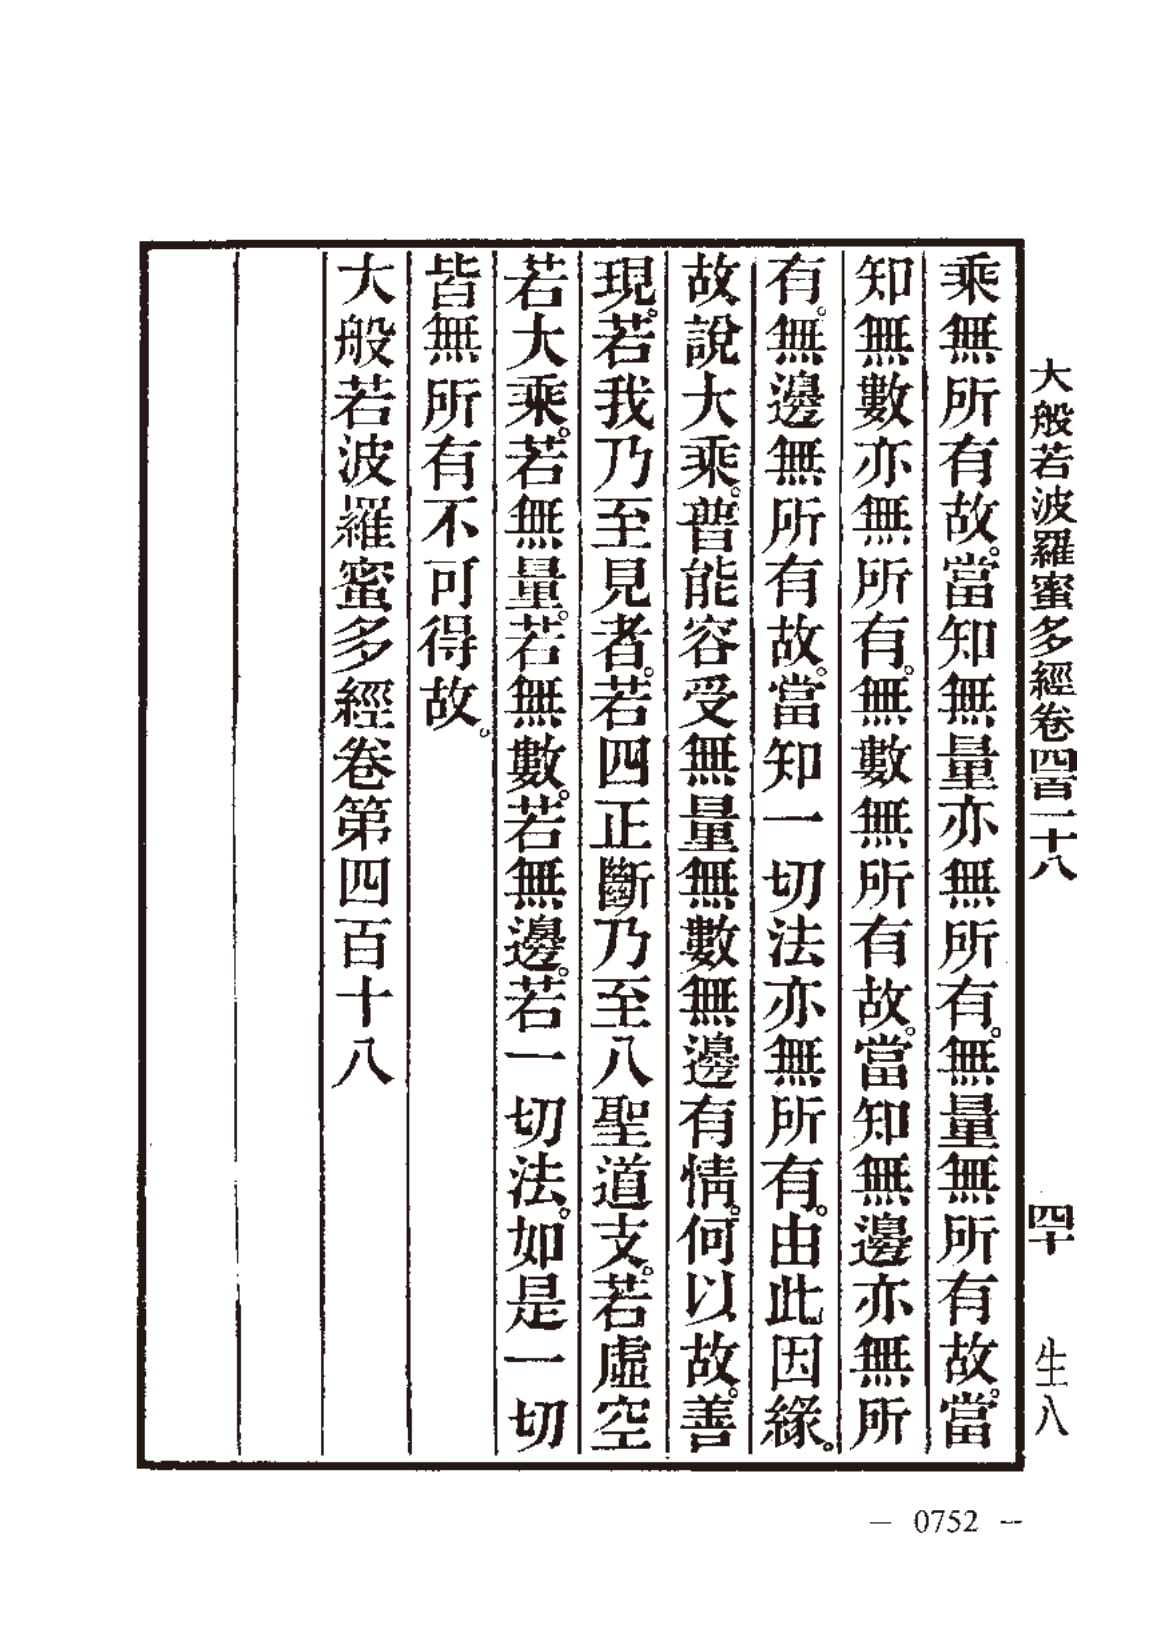 大般若波羅蜜多經卷四百一十八 四十 生八
乘無所有故。當知無量亦無所有。無量無所有故。當
知無數亦無所有。無數無所有故。當知無邊亦無所
有。無邊無所有故。當知一切法亦無所有。由此因緣。
故說大乘。普能容受無量無數無邊有情。何以故。善
現。若我乃至見者。若四正斷乃至八聖道支。若虛空
若大乘。若無量。若無數。若無邊。若一切法。如是一切
皆無所有不可得故。
大般若波羅蜜多經卷第四百十八
— 0752 --